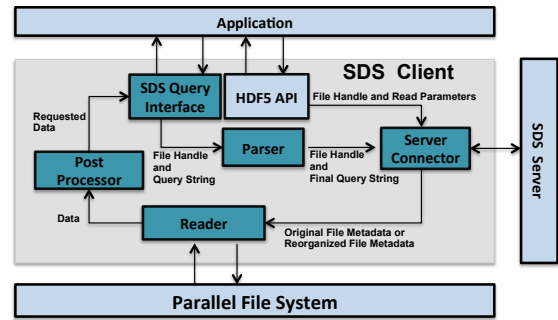 Application
SDS Client
SDS Query
Interface
HDF5 API
File Handle and Read Parameters
Requested
Data
Parser
Server
Connector
SDS Server
Post
Processor
File Handle
and
Query String
File Handle
and
Final Query String
Data
Reader
Original File Metadata or
Reorganized File Metadata
Parallel File System